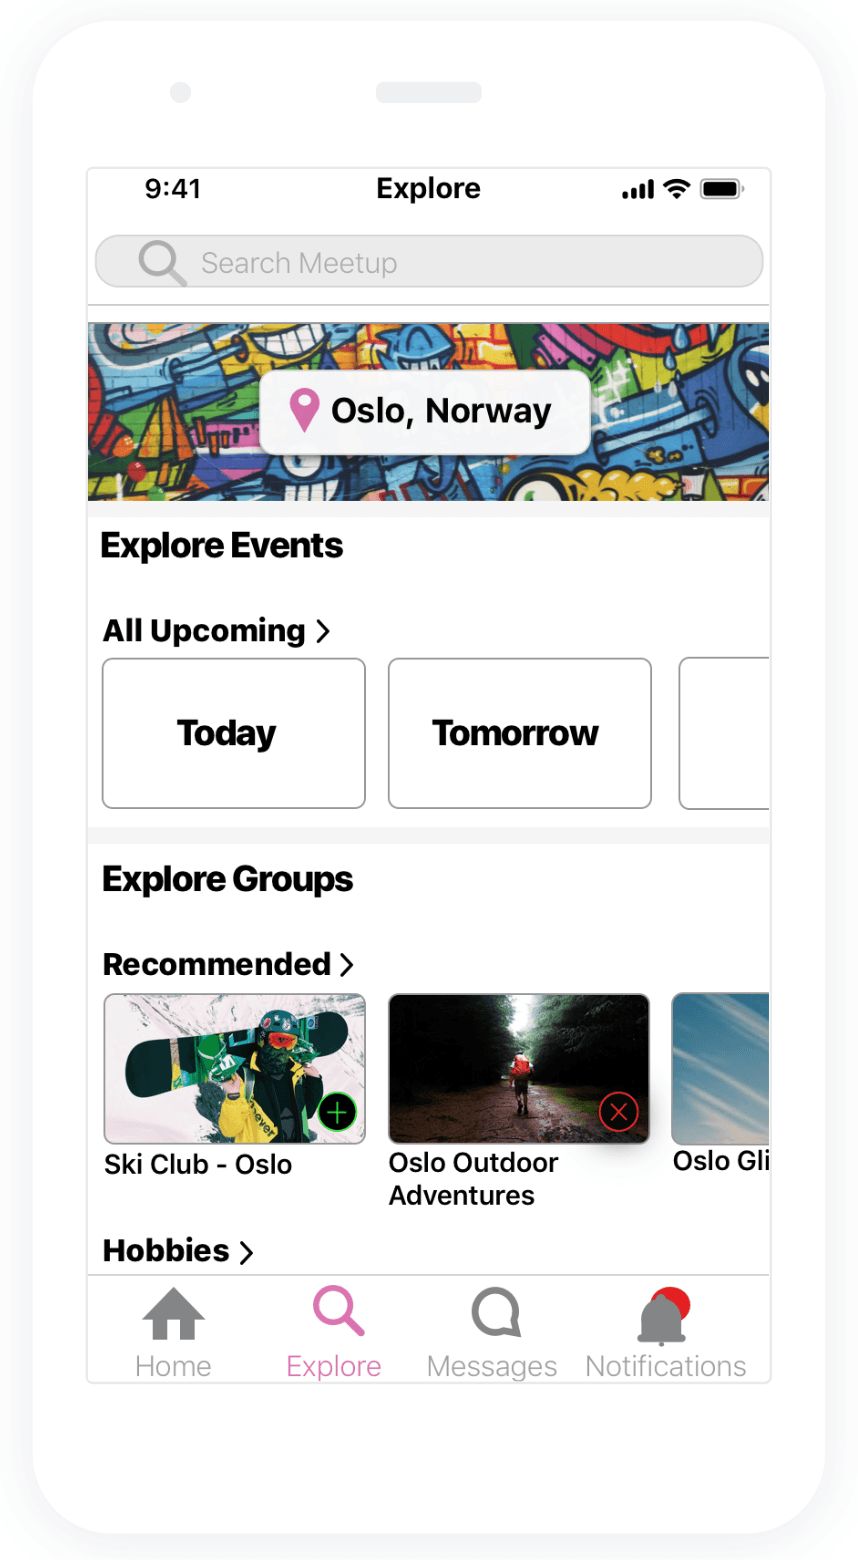 9:41
Explore
Search Meetup
Oslo, Norway
Explore Events
All Upcoming
Today
Tomorrow
Explore Groups
Recommended
Ski Club - Oslo
Oslo Outdoor
Adventures
Oslo Gli
Hobbies
Home
Explore
Messages
Notifications